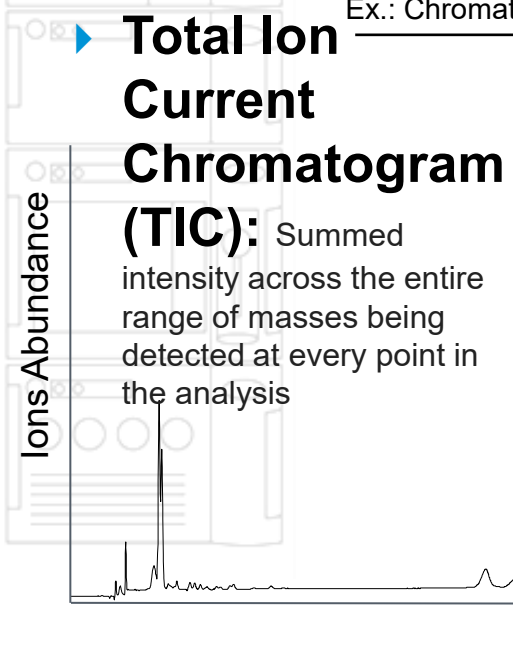 Ex.: Chromat
Total Ion
Current
Chromatogram
(TIC): Summed
intensity across the entire
range of masses being
detected at every point in
the analysis
Ions Abundance